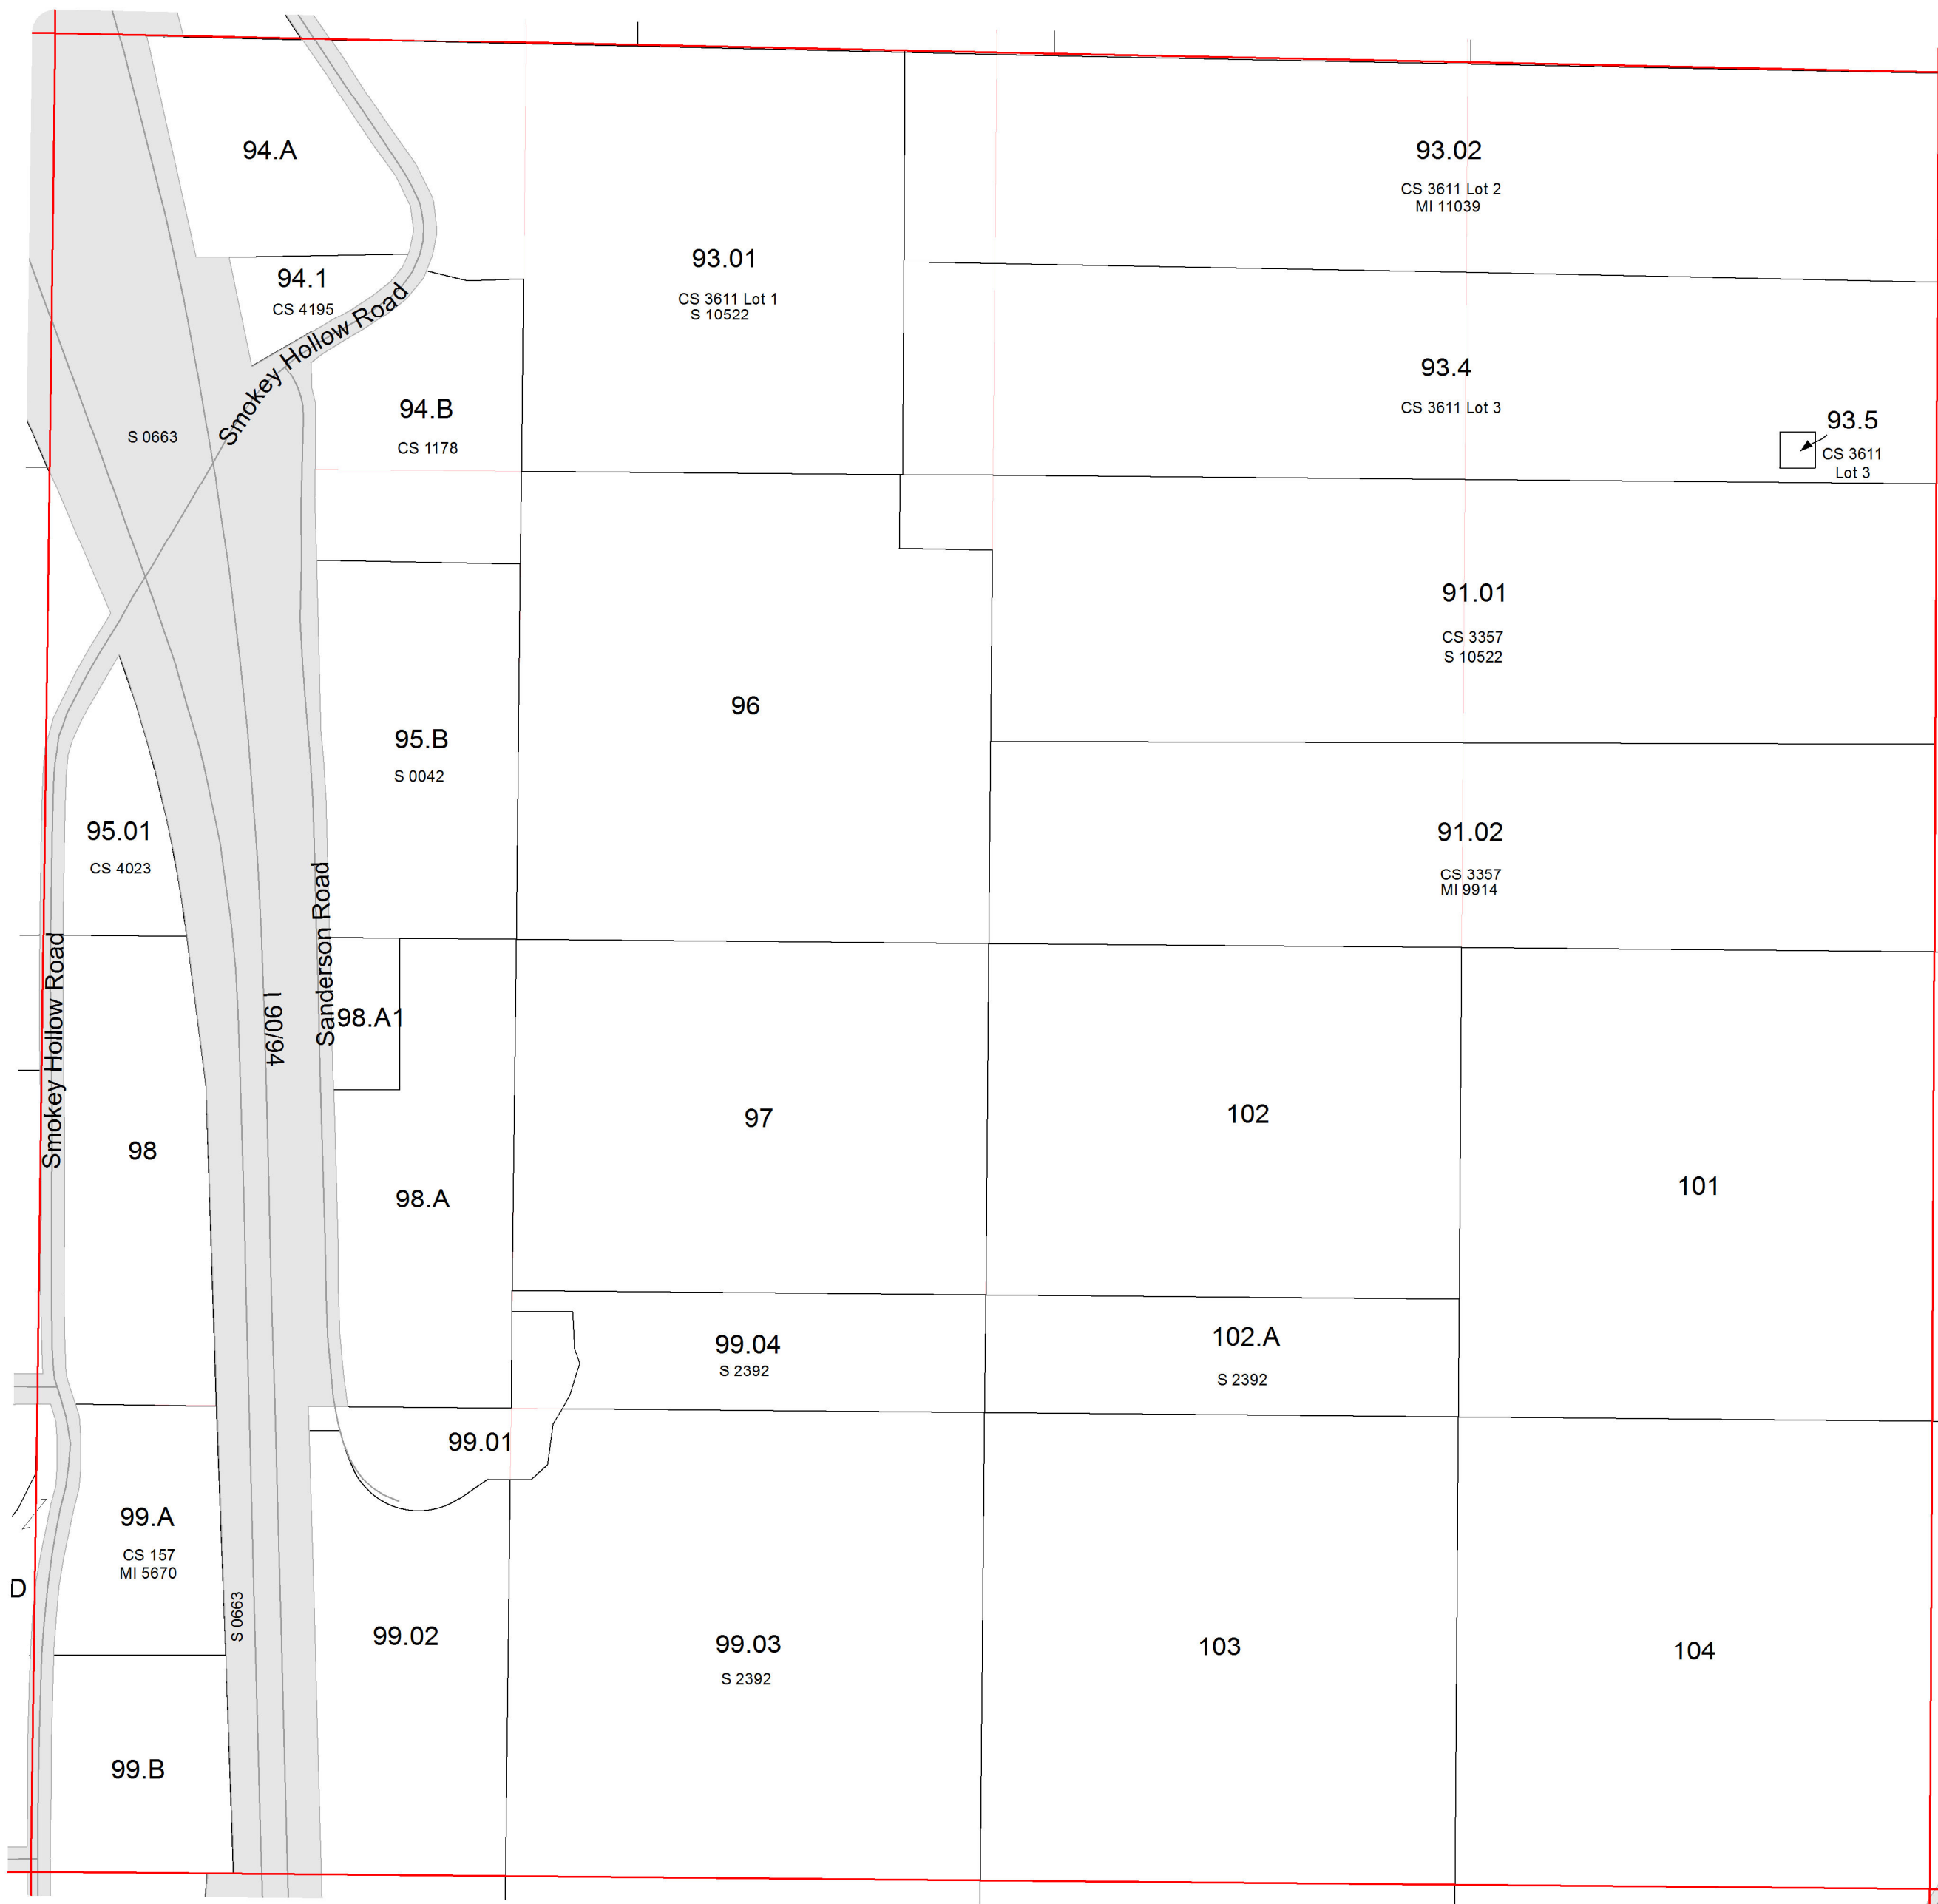 94.A
93.02
CS 3611 Lot 2
MI 11039
93.01
CS 3611 Lot 1
S 10522
94.1
CS 4195
Smokey Hollow Road
93.4
CS 3611 Lot 3
94.B
CS 1178
93.5
CS 3611
Lot 3
S 0663
91.01
CS 3357
S 10522
96
95.B
S 0042
95.01
CS 4023
91.02
CS 3357
MI 9914
Sanderson Road
Smokey Hollow Road
I 90/94
98.A1
97
102
98
98.A
101
99.04
S 2392
102.A
S 2392
99.01
99.A
CS 157
MI 5670
D
S 0663
99.02
99.03
S 2392
103
104
99.B